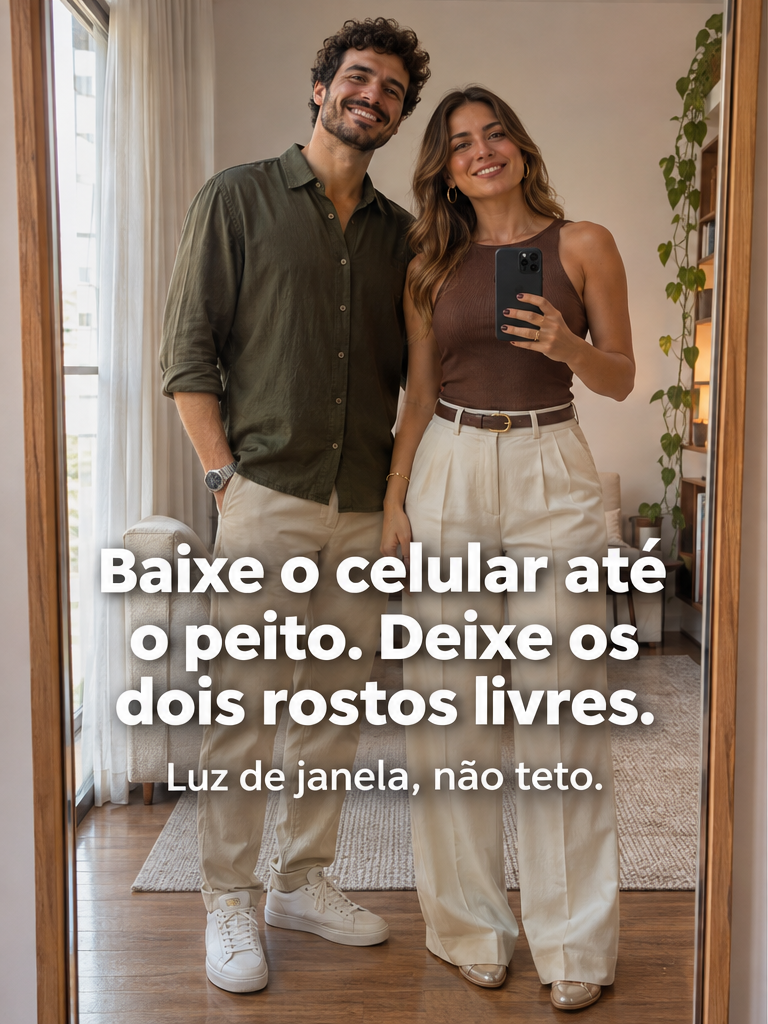 Baixe o celular até
o peito. Deixe os
dois rostos livres.
Luz de janela, não teto.